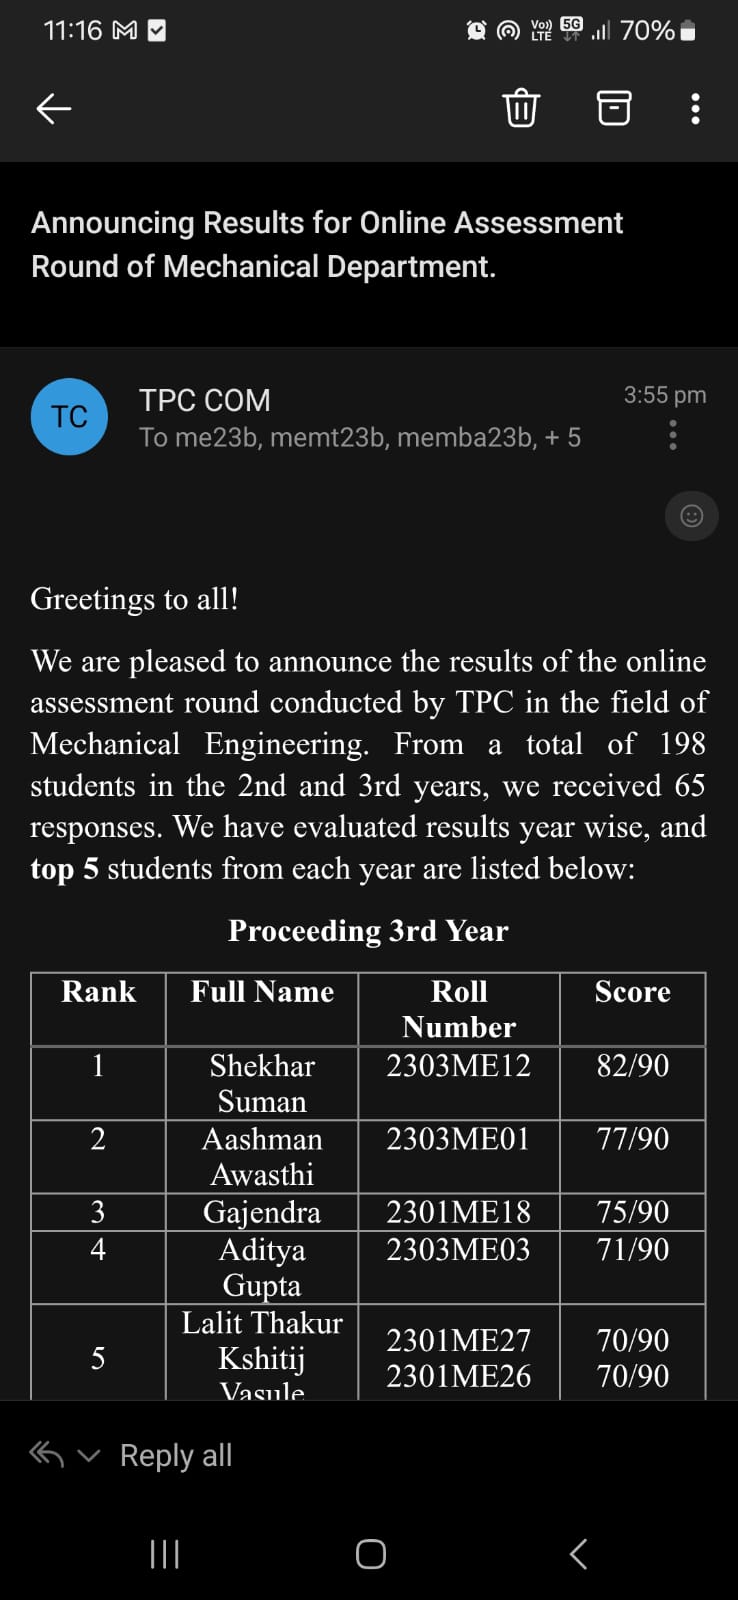 11:16
Vo)) LTE 5G 70%
Announcing Results for Online Assessment
Round of Mechanical Department.
TC
TPC COM
3:55 pm
To me23b, memt23b, memba23b, + 5
Greetings to all!
We are pleased to announce the results of the online
assessment round conducted by TPC in the field of
Mechanical Engineering. From a total of 198
students in the 2nd and 3rd years, we received 65
responses. We have evaluated results year wise, and
top 5 students from each year are listed below:
Proceeding 3rd Year
Rank Full Name Roll Number Score
1 Shekhar Suman 2303ME12 82/90
2 Aashman Awasthi 2303ME01 77/90
3 Gajendra 2301ME18 75/90
4 Aditya Gupta 2303ME03 71/90
5 Lalit Thakur 2301ME27 70/90
Kshitij Vasule 2301ME26 70/90
Reply all